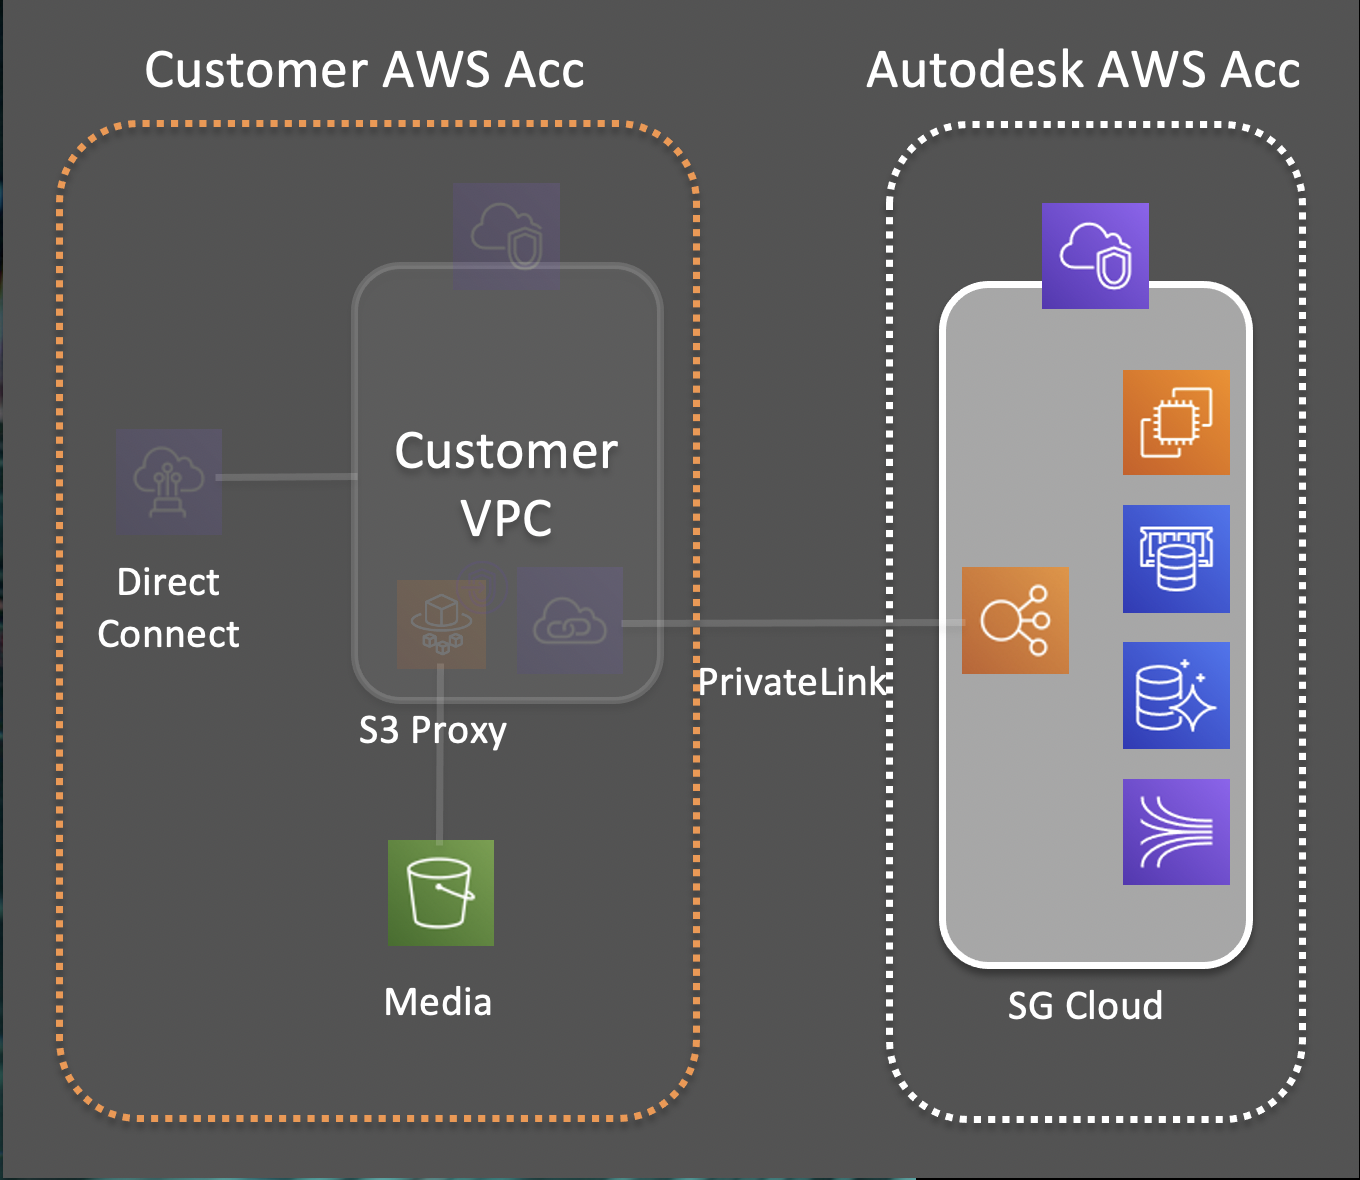 Customer AWS Acc
Autodesk AWS Acc
Customer
VPC
Direct
Connect
PrivateLink
S3 Proxy
Media
SG Cloud